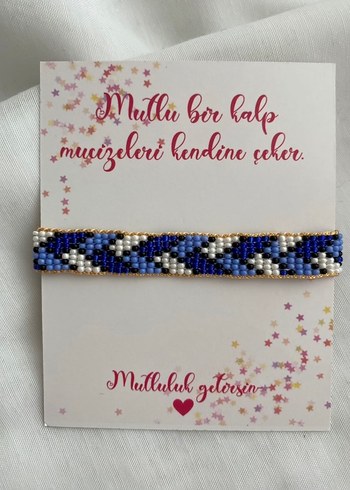 Mutlu bir kalp
mucizeleri kendine çeker.
Mutluluk getirsin